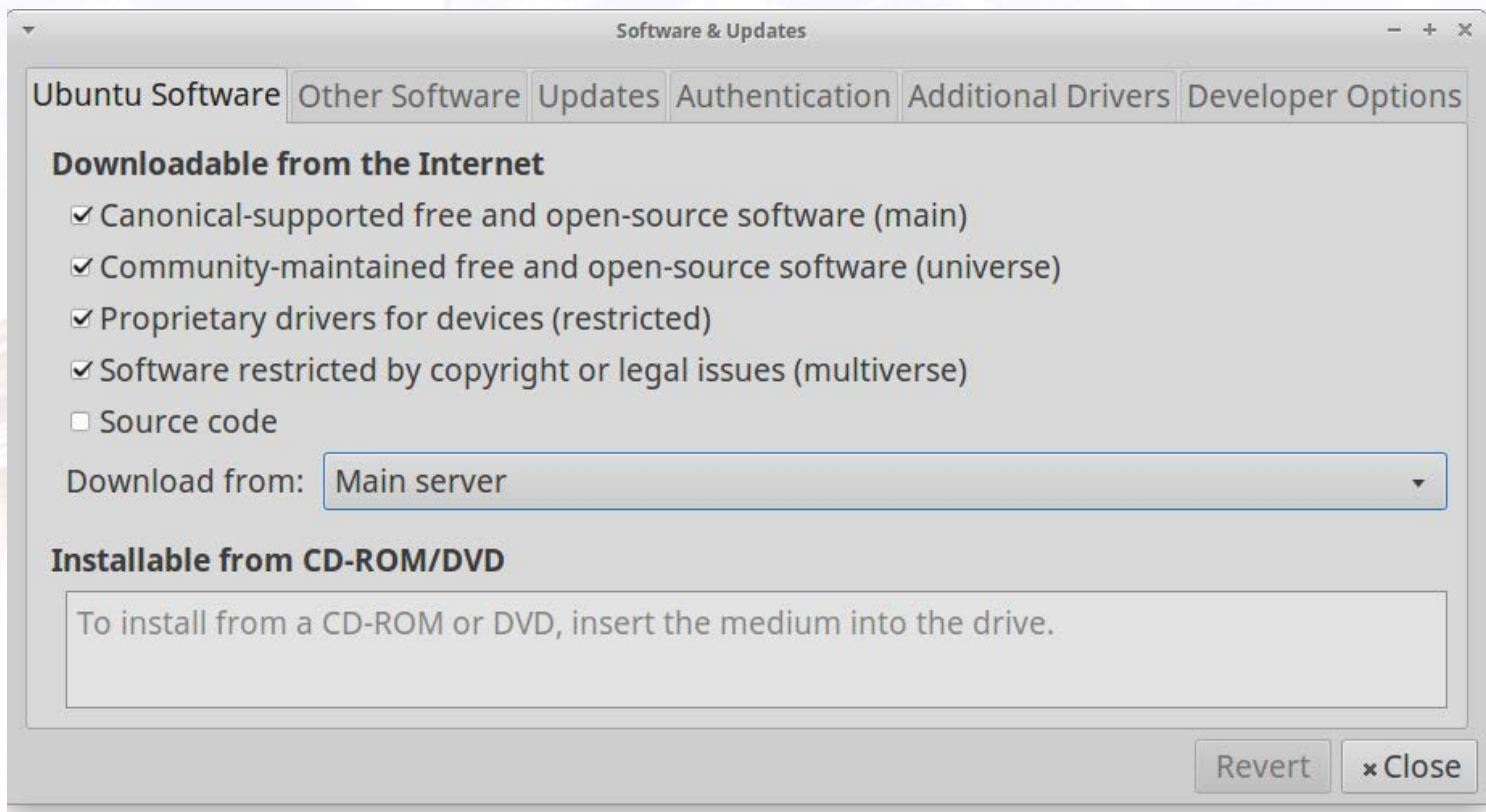 Software & Updates
Ubuntu Software Other Software Updates Authentication Additional Drivers Developer Options
Downloadable from the Internet
Canonical-supported free and open-source software (main)
Community-maintained free and open-source software (universe)
Proprietary drivers for devices (restricted)
Software restricted by copyright or legal issues (multiverse)
Source code
Download from: Main server
Installable from CD-ROM/DVD
To install from a CD-ROM or DVD, insert the medium into the drive.
Revert Close